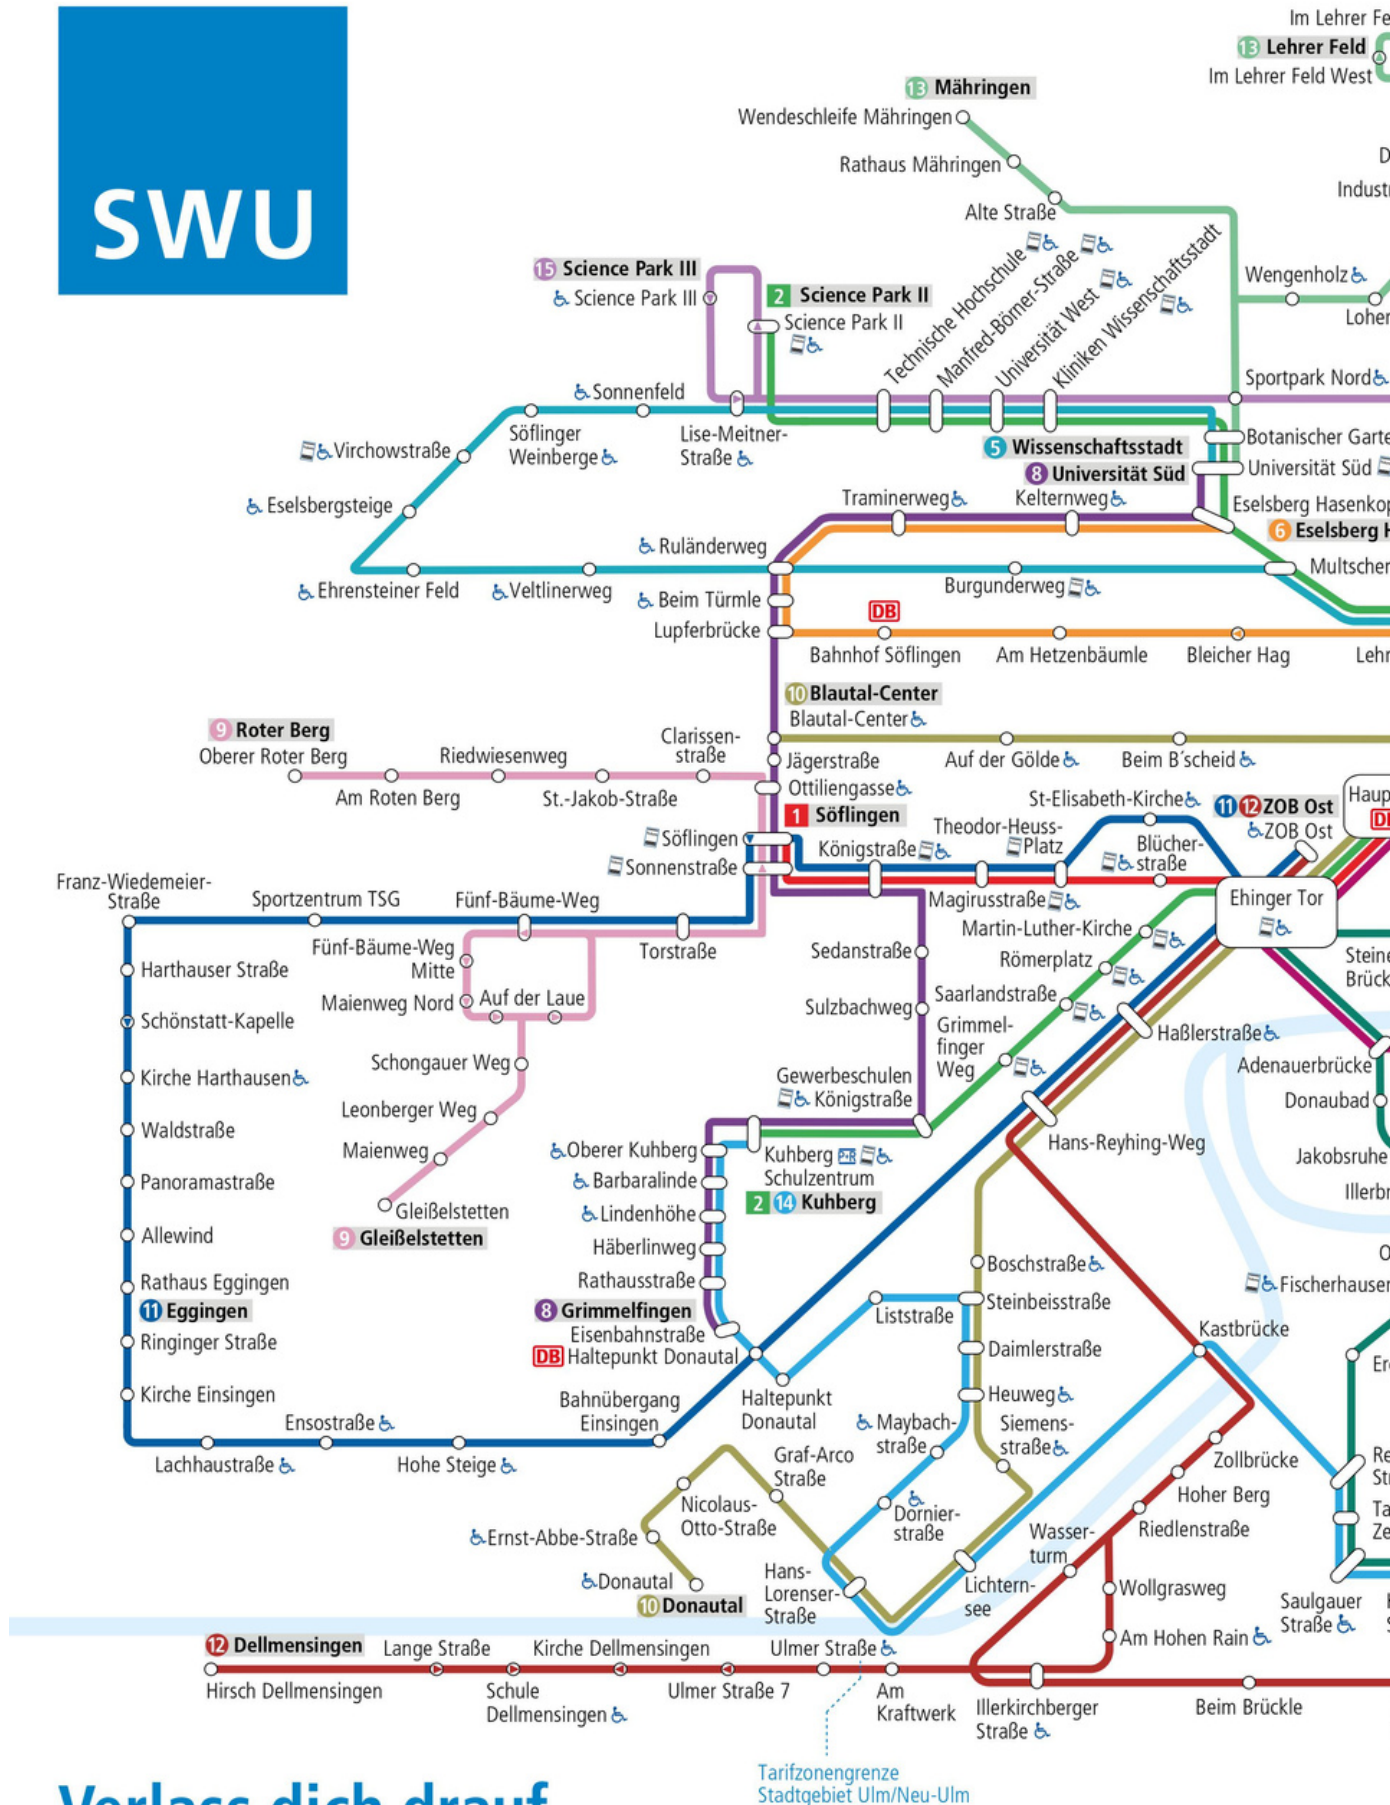 SWU
Im Lehrer Fe
13 Lehrer Feld
Im Lehrer Feld West
13 Mähringen
Wendeschleife Mähringen
Rathaus Mähringen
Alte Straße
D
Industr
Technische Hochschule
Manfred-Börner-Straße
Universität West
Kliniken Wissenschaftsstadt
15 Science Park III
Science Park III
2 Science Park II
Science Park II
Wengenholz
Loher
Sportpark Nord
Sonnenfeld
Söflinger
Weinberge
Lise-Meitner-
Straße
Virchowstraße
Eselsbergsteige
Ehrensteiner Feld
Veltlinerweg
Botanischer Garte
5 Wissenschaftsstadt
8 Universität Süd
Universität Süd
Traminerweg
Kelternweg
Eselsberg Hasenkop
6 Eselsberg H
Ruländerweg
Burgunderweg
Multscher
Beim Türmle
Lupferbrücke
DB
Bahnhof Söflingen
Am Hetzenbäumle
Bleicher Hag
Lehr
10 Blautal-Center
Blautal-Center
Auf der Gölde
Beim B´scheid
9 Roter Berg
Oberer Roter Berg
Am Roten Berg
Riedwiesenweg
St.-Jakob-Straße
Clarissen-
straße
Jägerstraße
Ottiliengasse
1 Söflingen
Söflingen
Sonnenstraße
Königstraße
Theodor-Heuss-
Platz
Magirusstraße
St-Elisabeth-Kirche
Blücher-
straße
11 12 ZOB Ost
ZOB Ost
Haup
DB
Ehinger Tor
Franz-Wiedemeier-
Straße
Sportzentrum TSG
Fünf-Bäume-Weg
Torstraße
Fünf-Bäume-Weg
Mitte
Maienweg Nord
Auf der Laue
Schongauer Weg
Leonberger Weg
Maienweg
Gleißelstetten
9 Gleißelstetten
Harthauser Straße
Schönstatt-Kapelle
Kirche Harthausen
Waldstraße
Panoramastraße
Allewind
Rathaus Eggingen
11 Eggingen
Ringinger Straße
Kirche Einsingen
Lachhaustraße
Ensostraße
Hohe Steige
Bahnübergang
Einsingen
Sedanstraße
Sulzbachweg
Gewerbeschulen
Königstraße
Martin-Luther-Kirche
Römerplatz
Saarlandstraße
Grimmel-
finger
Weg
Steine
Brück
Haßlerstraße
Adenauerbrücke
Donaubad
Hans-Reyhing-Weg
Jakobsruhe
Illerbr
Oberer Kuhberg
Barbaralinde
Lindenhöhe
Häberlinweg
Rathausstraße
8 Grimmelfingen
Eisenbahnstraße
DB Haltepunkt Donautal
Kuhberg P+R
Schulzentrum
2 14 Kuhberg
Haltepunkt
Donautal
Liststraße
Boschstraße
Steinbeisstraße
Daimlerstraße
Heuweg
Siemens-
straße
Maybach-
straße
Dornier-
straße
O
Fischerhauser
Kastbrücke
Er
Zollbrücke
Hoher Berg
Riedlenstraße
Wasser-
turm
Wollgrasweg
Am Hohen Rain
Re
St
Ta
Ze
Saulgauer
Straße
Graf-Arco
Straße
Nicolaus-
Otto-Straße
Ernst-Abbe-Straße
Donautal
10 Donautal
Hans-
Lorenser-
Straße
Lichtern-
see
12 Dellmensingen
Hirsch Dellmensingen
Lange Straße
Schule
Dellmensingen
Kirche Dellmensingen
Ulmer Straße 7
Ulmer Straße
Am
Kraftwerk
Illerkirchberger
Straße
Beim Brückle
Tarifzonengrenze
Stadtgebiet Ulm/Neu-Ulm
Verlass dich drauf